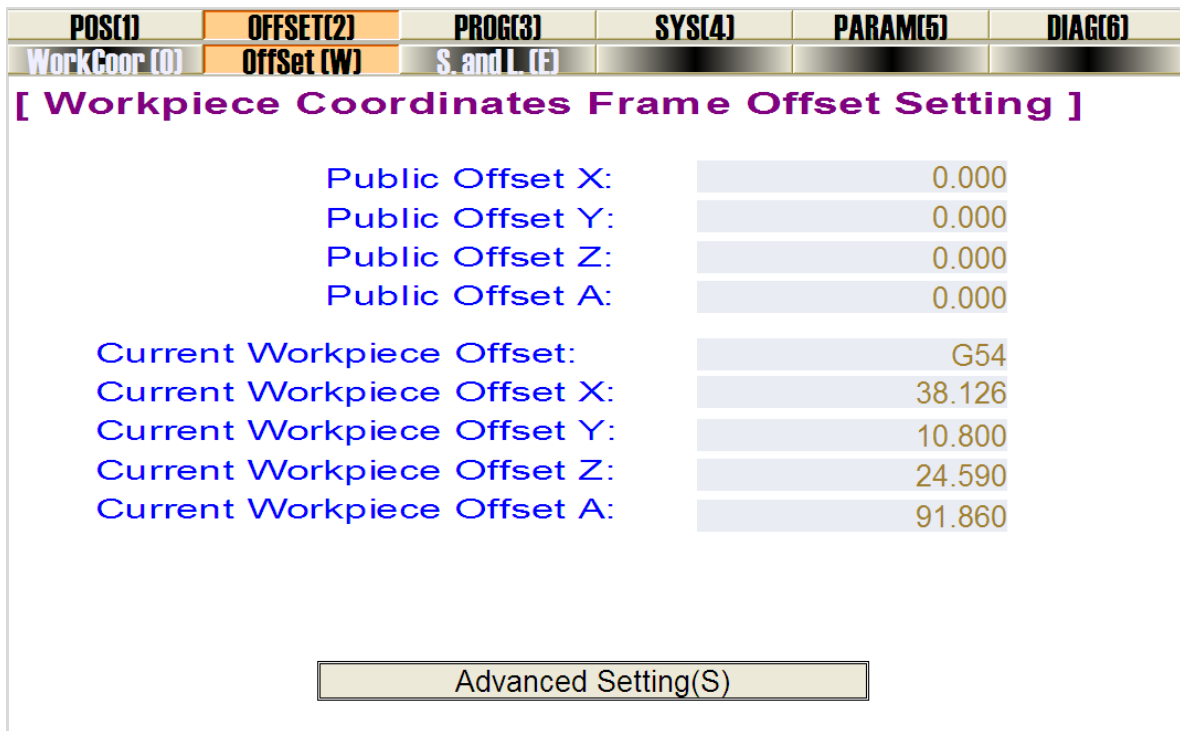 POS(1) OFFSET(2) PROG(3) SYS(4) PARAM(5) DIAG(6)
WorkCoor (O) OffSet (W) S. and L. (E)
[ Workpiece Coordinates Frame Offset Setting ]
Public Offset X: 0.000
Public Offset Y: 0.000
Public Offset Z: 0.000
Public Offset A: 0.000
Current Workpiece Offset: G54
Current Workpiece Offset X: 38.126
Current Workpiece Offset Y: 10.800
Current Workpiece Offset Z: 24.590
Current Workpiece Offset A: 91.860
Advanced Setting(S)